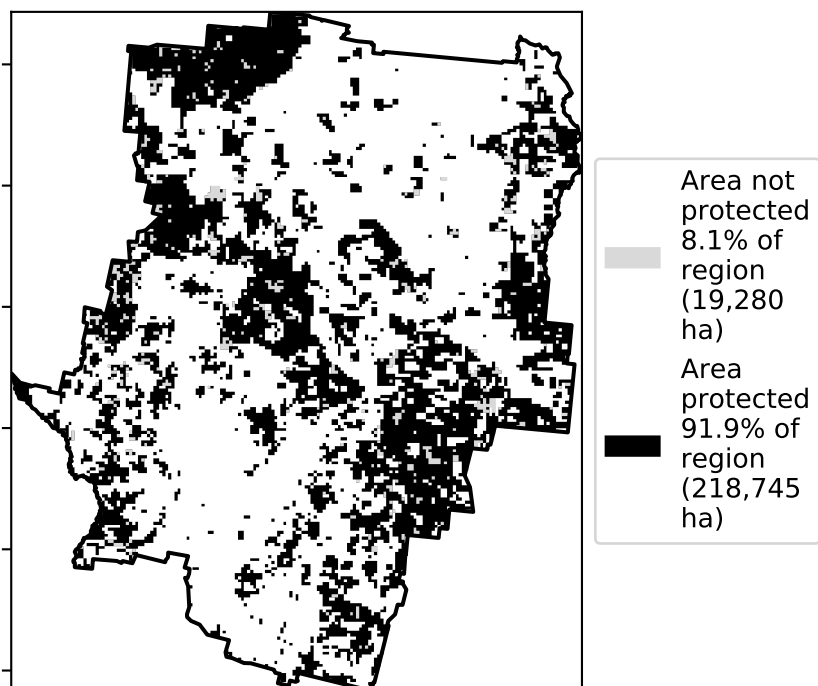 Area not
protected
8.1% of
region
(19,280
ha)
Area
protected
91.9% of
region
(218,745
ha)